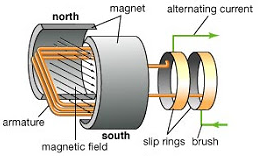 magnet
alternating current
north
armature
magnetic field
south
slip rings
brush